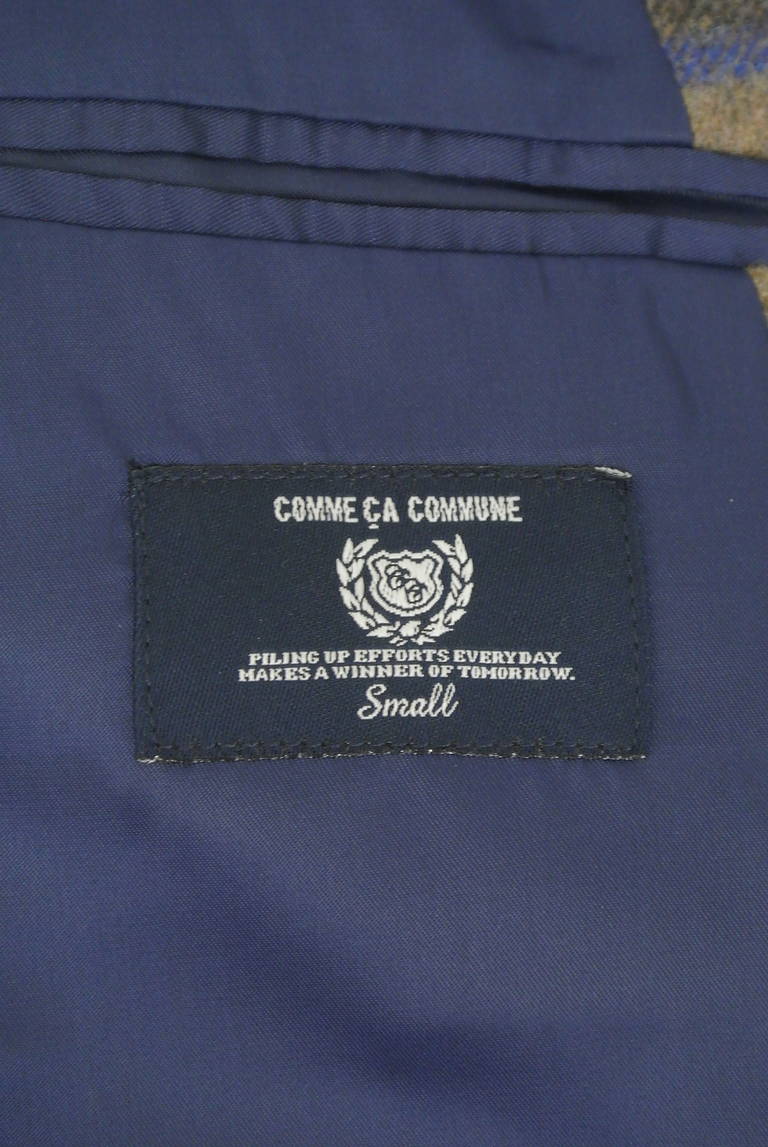 COMME ÇA COMMUNE
PILING UP EFFORTS EVERYDAY
MAKES A WINNER OF TOMORROW.
Small